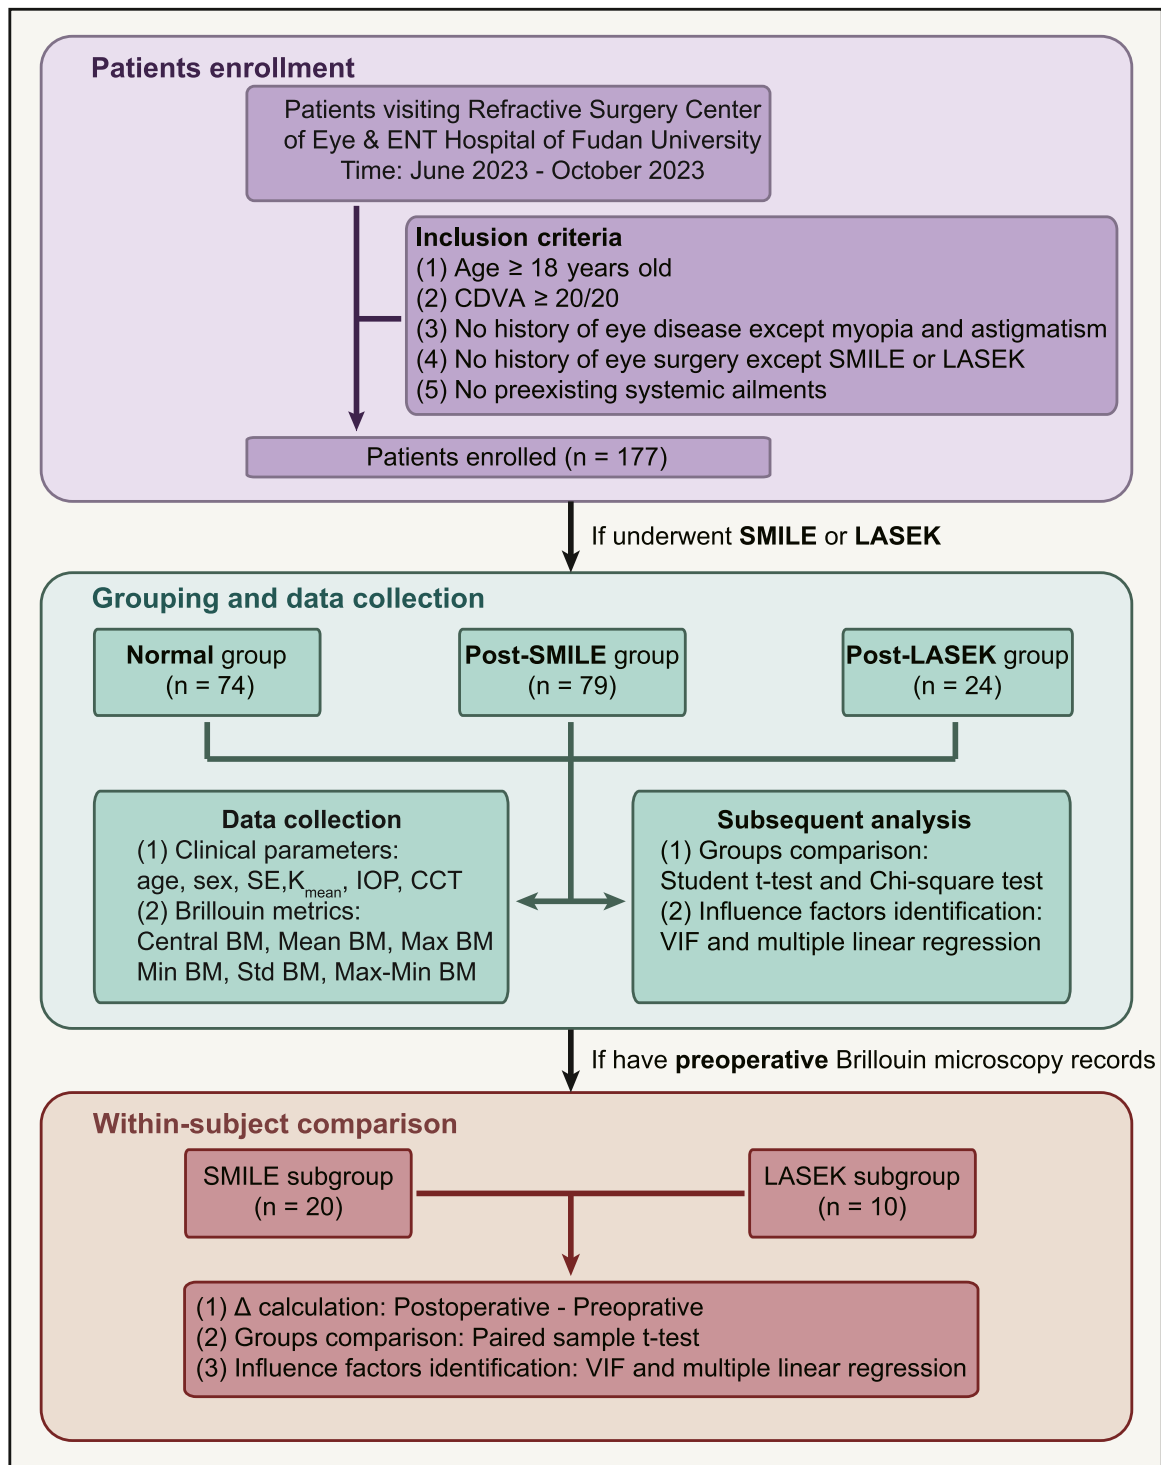 Patients enrollment
Patients visiting Refractive Surgery Center
of Eye & ENT Hospital of Fudan University
Time: June 2023 - October 2023
Inclusion criteria
(1) Age ≥ 18 years old
(2) CDVA ≥ 20/20
(3) No history of eye disease except myopia and astigmatism
(4) No history of eye surgery except SMILE or LASEK
(5) No preexisting systemic ailments
Patients enrolled (n = 177)
If underwent SMILE or LASEK
Grouping and data collection
Normal group
(n = 74)
Post-SMILE group
(n = 79)
Post-LASEK group
(n = 24)
Data collection
(1) Clinical parameters:
age, sex, SE,Kmean, IOP, CCT
(2) Brillouin metrics:
Central BM, Mean BM, Max BM
Min BM, Std BM, Max-Min BM
Subsequent analysis
(1) Groups comparison:
Student t-test and Chi-square test
(2) Influence factors identification:
VIF and multiple linear regression
If have preoperative Brillouin microscopy records
Within-subject comparison
SMILE subgroup
(n = 20)
LASEK subgroup
(n = 10)
(1) Δ calculation: Postoperative - Preoprative
(2) Groups comparison: Paired sample t-test
(3) Influence factors identification: VIF and multiple linear regression